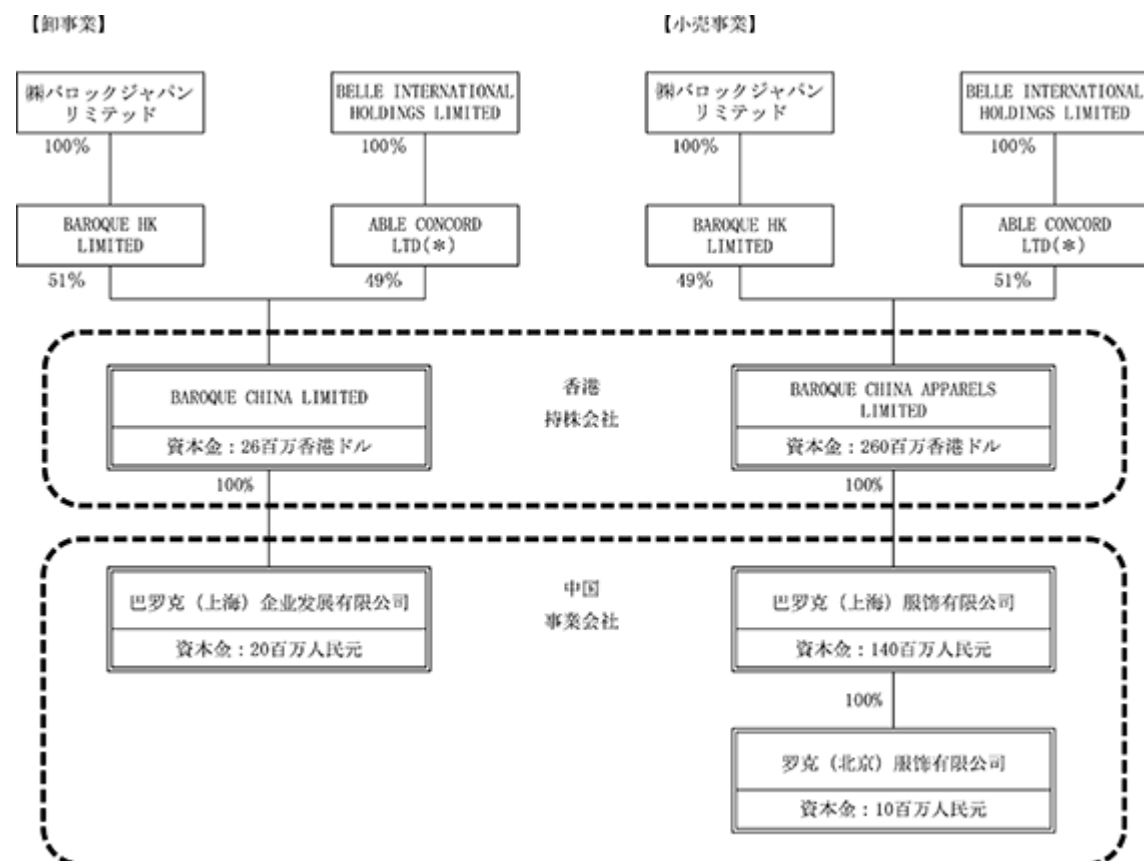 【卸事業】
【小売事業】
㈱バロックジャパン
リミテッド
BELLE INTERNATIONAL
HOLDINGS LIMITED
㈱バロックジャパン
リミテッド
BELLE INTERNATIONAL
HOLDINGS LIMITED
100%
100%
100%
100%
BAROQUE HK
LIMITED
ABLE CONCORD
LTD(＊)
BAROQUE HK
LIMITED
ABLE CONCORD
LTD(＊)
51%
49%
49%
51%
BAROQUE CHINA LIMITED
資本金：26百万香港ドル
香港
持株会社
BAROQUE CHINA APPARELS
LIMITED
資本金：260百万香港ドル
100%
100%
巴罗克（上海）企业发展有限公司
資本金：20百万人民元
中国
事業会社
巴罗克（上海）服饰有限公司
資本金：140百万人民元
100%
罗克（北京）服饰有限公司
資本金：10百万人民元